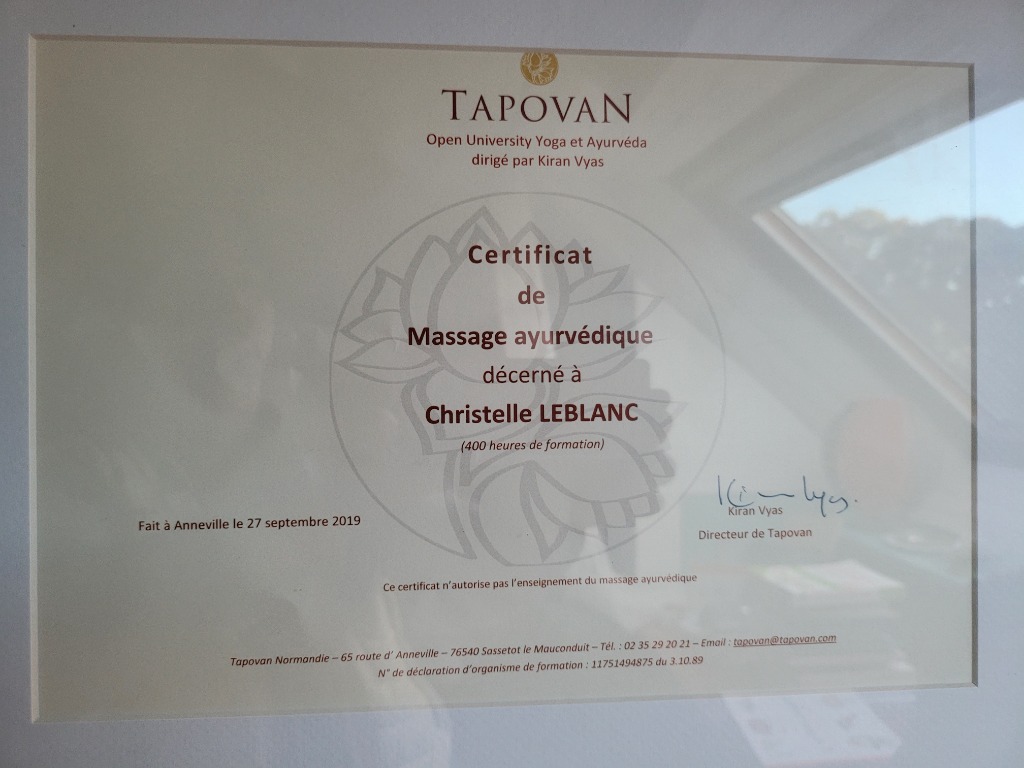 TAPOVAN
Open University Yoga et Ayurvéda
dirigé par Kiran Vyas
Certificat
de
Massage ayurvédique
décerné à
Christelle LEBLANC
(400 heures de formation)
Kiran Vyas
Kiran Vyas
Fait à Anneville le 27 septembre 2019
Directeur de Tapovan
Ce certificat n'autorise pas l'enseignement du massage ayurvédique
Tapovan Normandie – 65 route d' Anneville – 76540 Sassetot le Mauconduit – Tél. : 02 35 29 20 21 – Email : tapovan@tapovan.com
N° de déclaration d'organisme de formation : 11751494875 du 3.10.89